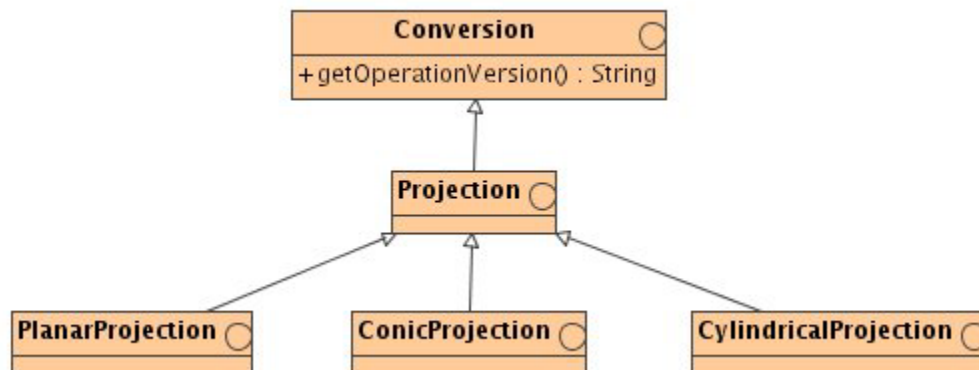 Conversion
+getOperationVersion() : String
Projection
PlanarProjection
ConicProjection
CylindricalProjection